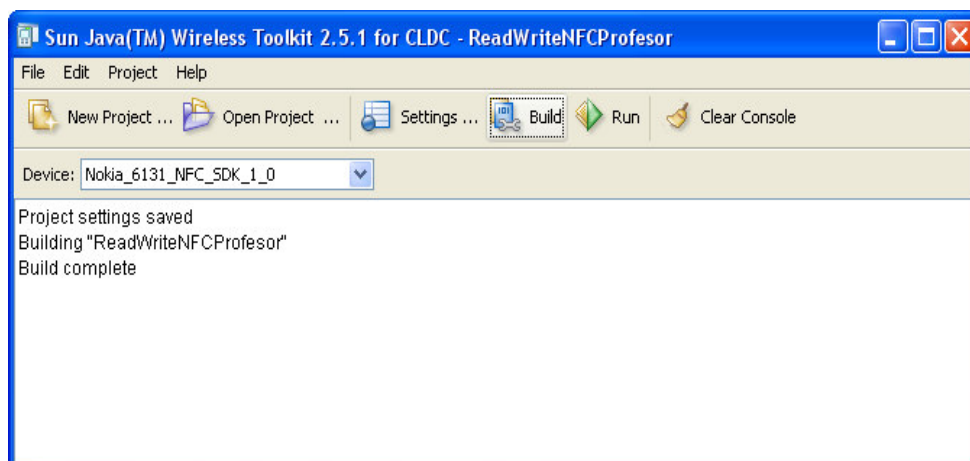 Sun Java(TM) Wireless Toolkit 2.5.1 for CLDC - ReadWriteNFCProfesor
File Edit Project Help
New Project ... Open Project ... Settings ... Build Run Clear Console
Device: Nokia_6131_NFC_SDK_1_0
Project settings saved
Building "ReadWriteNFCProfesor"
Build complete